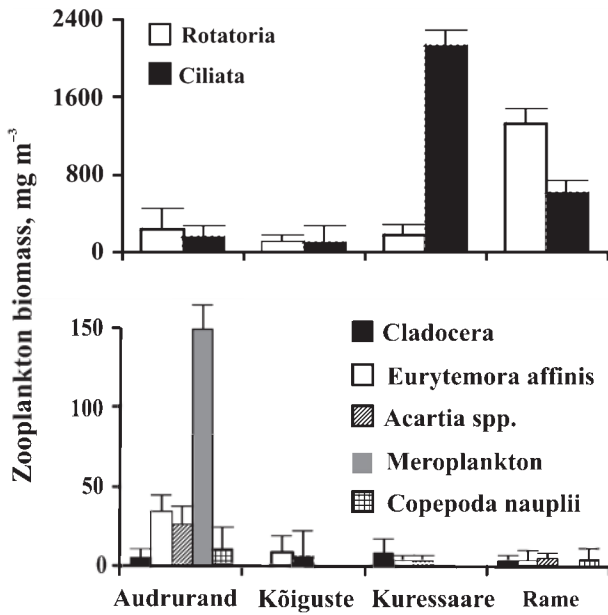 Zooplankton biomass, mg m⁻³
2400
1600
800
0
Rotatoria
Ciliata
150
100
50
0
Cladocera
Eurytemora affinis
Acartia spp.
Meroplankton
Copepoda nauplii
Audrurand Kõiguste Kuressaare Rame